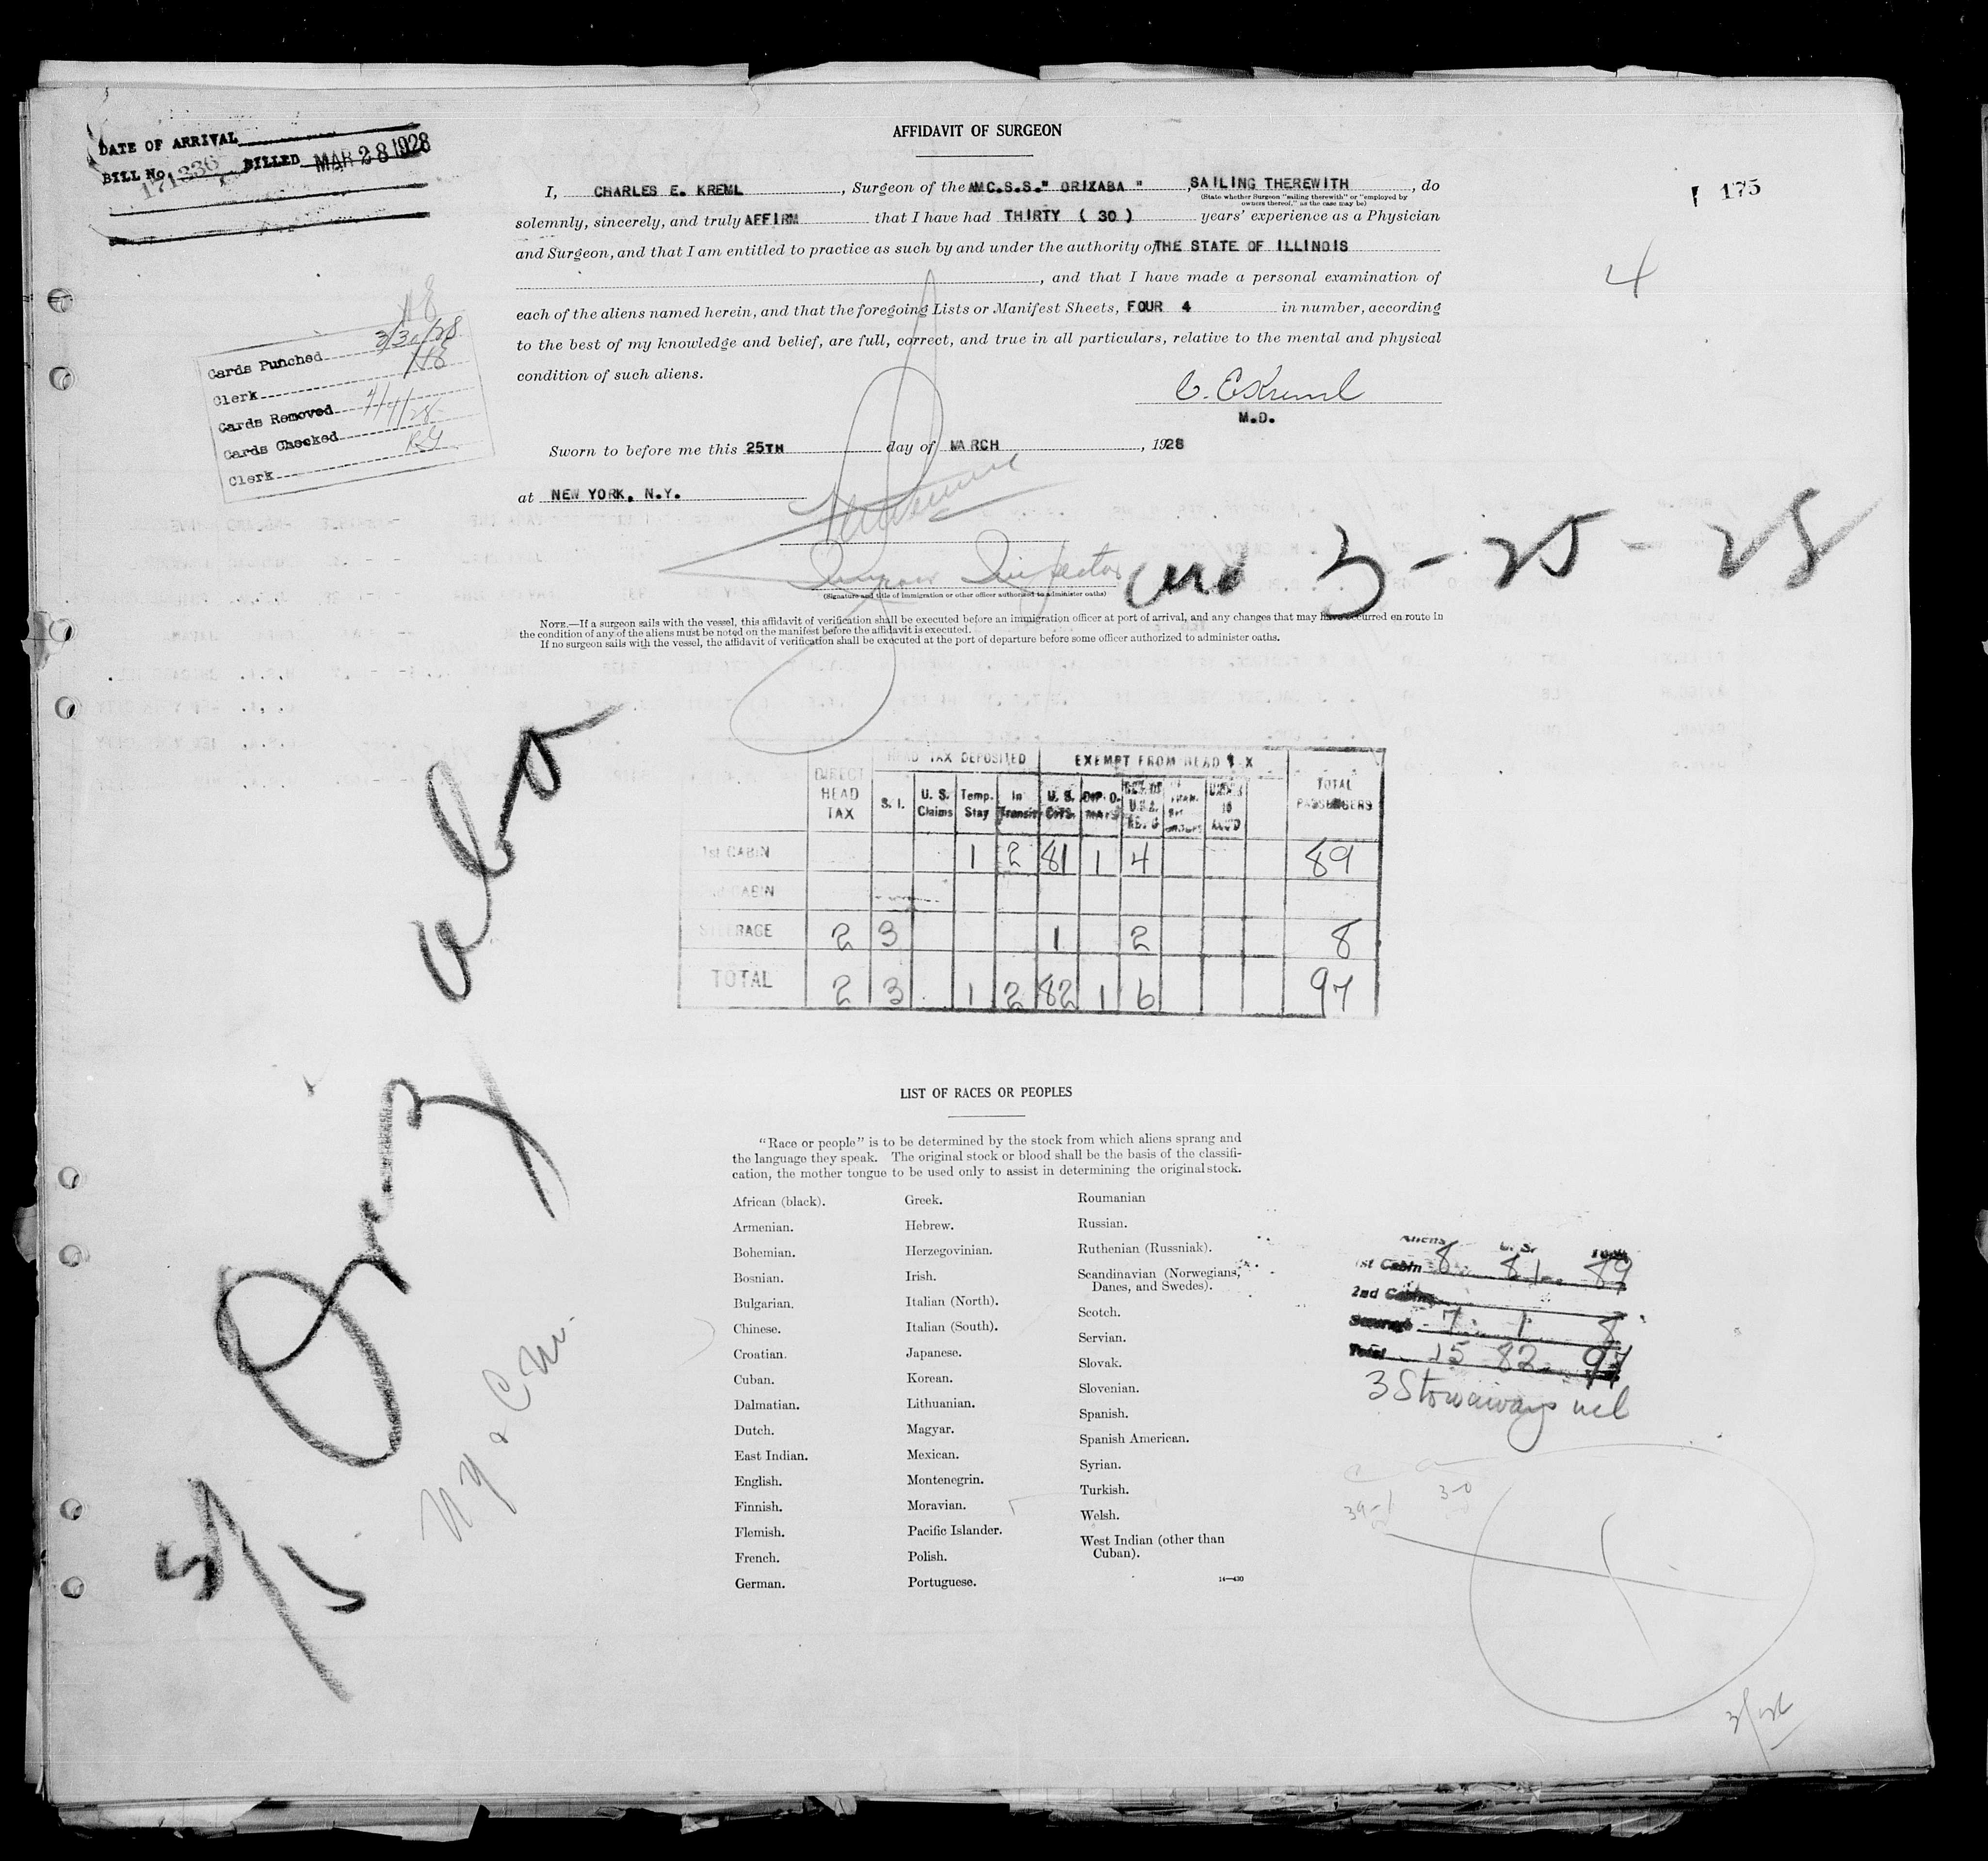 DATE OF ARRIVAL
BILL No. 171336 BILLED MAR 28 1928
AFFIDAVIT OF SURGEON
175
4
I, CHARLES E. KREML, Surgeon of the AMC.S.S." ORIZABA ", SAILING THEREWITH, do
(State whether Surgeon "sailing therewith" or "employed by
owners thereof," as the case may be)
solemnly, sincerely, and truly AFFIRM that I have had THIRTY ( 30 ) years' experience as a Physician
and Surgeon, and that I am entitled to practice as such by and under the authority of THE STATE OF ILLINOIS
, and that I have made a personal examination of
each of the aliens named herein, and that the foregoing Lists or Manifest Sheets, FOUR 4 in number, according
to the best of my knowledge and belief, are full, correct, and true in all particulars, relative to the mental and physical
condition of such aliens.
C. E Kreml
M.D.
Sworn to before me this 25TH day of MARCH, 1928
at NEW YORK, N.Y.
Inspector
(Signature and title of Immigration or other officer authorized to administer oaths)
Cards Punched 3/30/28
Clerk HB
Cards Removed 4/4/28
Cards Checked
Clerk
3-25-28
NOTE.—If a surgeon sails with the vessel, this affidavit of verification shall be executed before an immigration officer at port of arrival, and any changes that may have occurred en route in
the condition of any of the aliens must be noted on the manifest before the affidavit is executed.
If no surgeon sails with the vessel, the affidavit of verification shall be executed at the port of departure before some officer authorized to administer oaths.
HEAD TAX DEPOSITED EXEMPT FROM HEAD TAX
DIRECT HEAD TAX S. I. U. S. Claims Temp. Stay In Transit U. S. CITS. DIPLOMATS TOTAL PASSENGERS
1st CABIN 1 2 81 1 4 89
2nd CABIN
STEERAGE 2 3 1 2 8
TOTAL 2 3 1 2 82 1 6 97
S/S Orizaba
N Y & C M.
LIST OF RACES OR PEOPLES
"Race or people" is to be determined by the stock from which aliens sprang and
the language they speak. The original stock or blood shall be the basis of the classifi-
cation, the mother tongue to be used only to assist in determining the original stock.
African (black).
Armenian.
Bohemian.
Bosnian.
Bulgarian.
Chinese.
Croatian.
Cuban.
Dalmatian.
Dutch.
East Indian.
English.
Finnish.
Flemish.
French.
German.
Greek.
Hebrew.
Herzegovinian.
Irish.
Italian (North).
Italian (South).
Japanese.
Korean.
Lithuanian.
Magyar.
Mexican.
Montenegrin.
Moravian.
Pacific Islander.
Polish.
Portuguese.
Roumanian
Russian.
Ruthenian (Russniak).
Scandinavian (Norwegians,
Danes, and Swedes).
Scotch.
Servian.
Slovak.
Slovenian.
Spanish.
Spanish American.
Syrian.
Turkish.
Welsh.
West Indian (other than
Cuban).
14—430
Aliens U. S. Total
1st Cabin 8 81 89
2nd Cabin
Steerage 7 1 8
Total 15 82 97
3 Stowaways incl
39-1 3-0
3/26